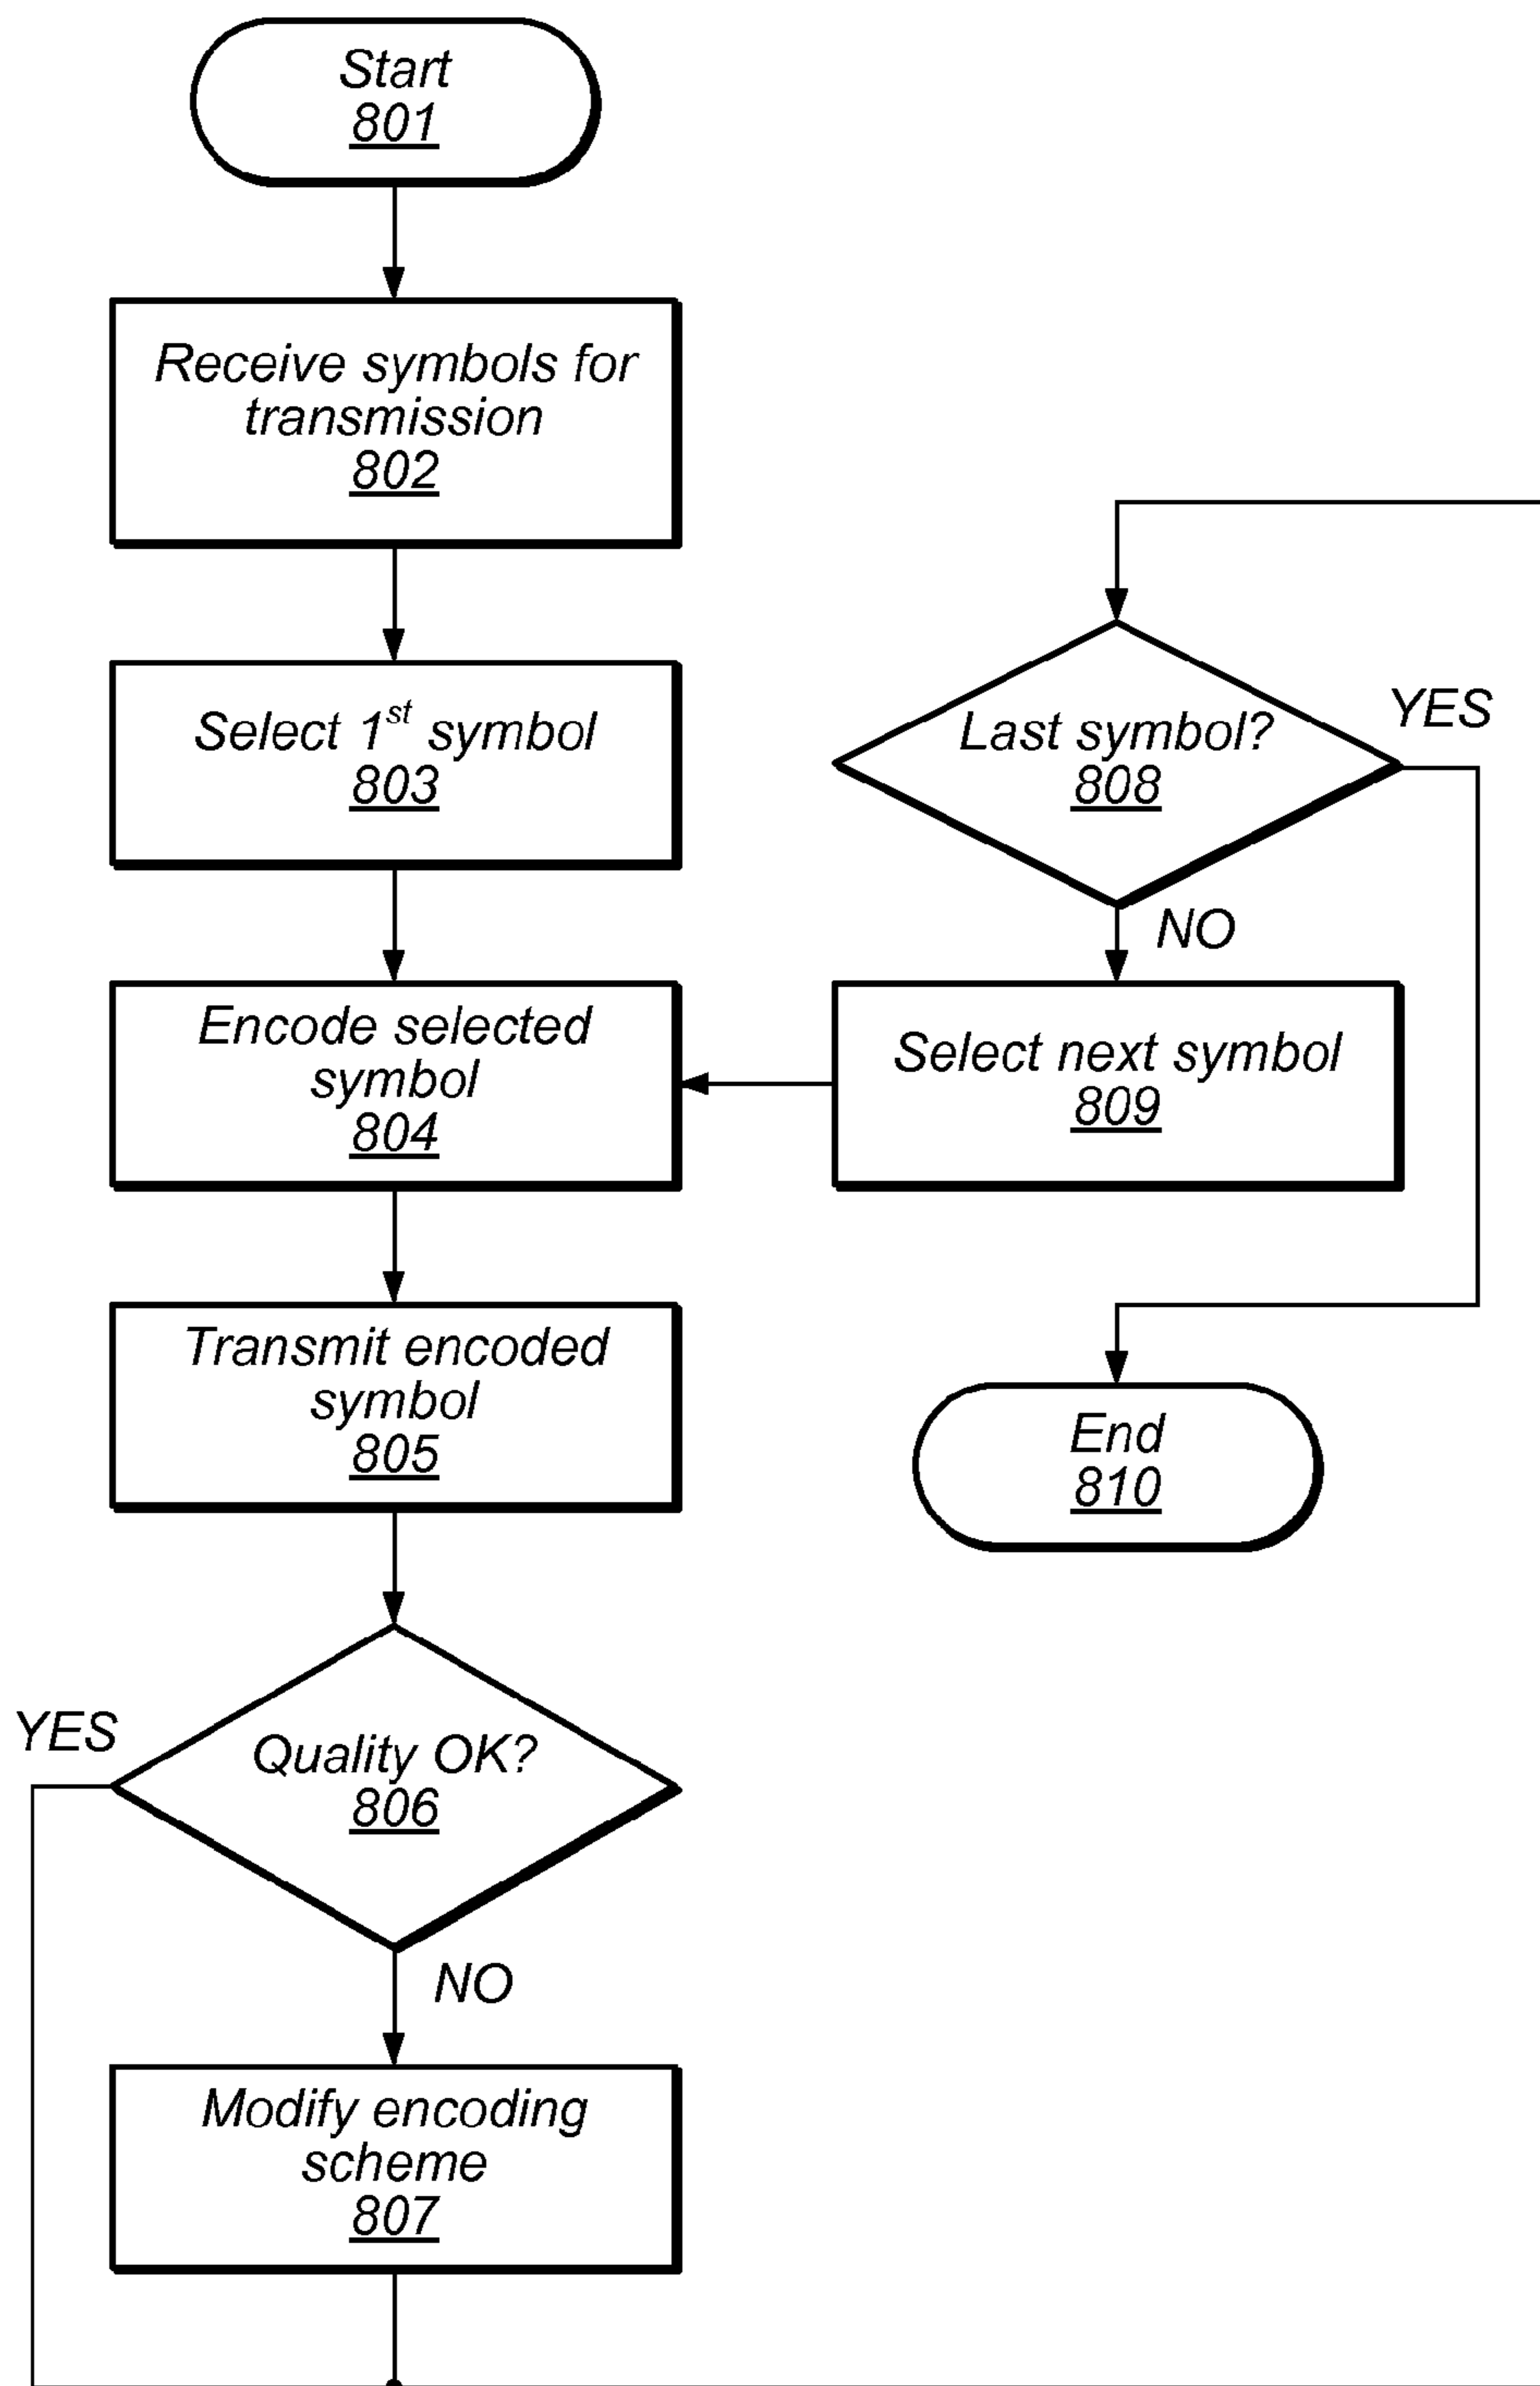 Start
801
Receive symbols for
transmission
802
Select 1st symbol
803
Encode selected
symbol
804
Transmit encoded
symbol
805
YES
Quality OK?
806
NO
Modify encoding
scheme
807
Last symbol?
808
YES
NO
Select next symbol
809
End
810